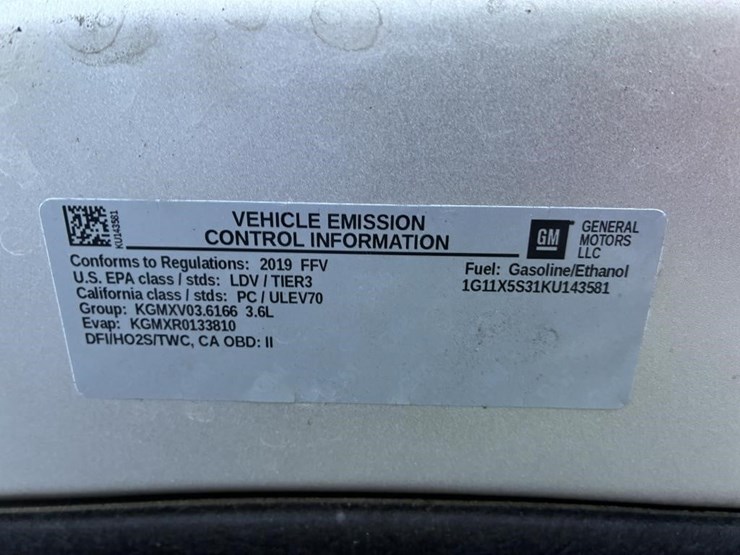 KU143581
VEHICLE EMISSION
CONTROL INFORMATION
GM
GENERAL
MOTORS
LLC
Conforms to Regulations: 2019 FFV
U.S. EPA class / stds: LDV / TIER3
California class / stds: PC / ULEV70
Group: KGMXV03.6166 3.6L
Evap: KGMXR0133810
DFI/HO2S/TWC, CA OBD: II
Fuel: Gasoline/Ethanol
1G11X5S31KU143581